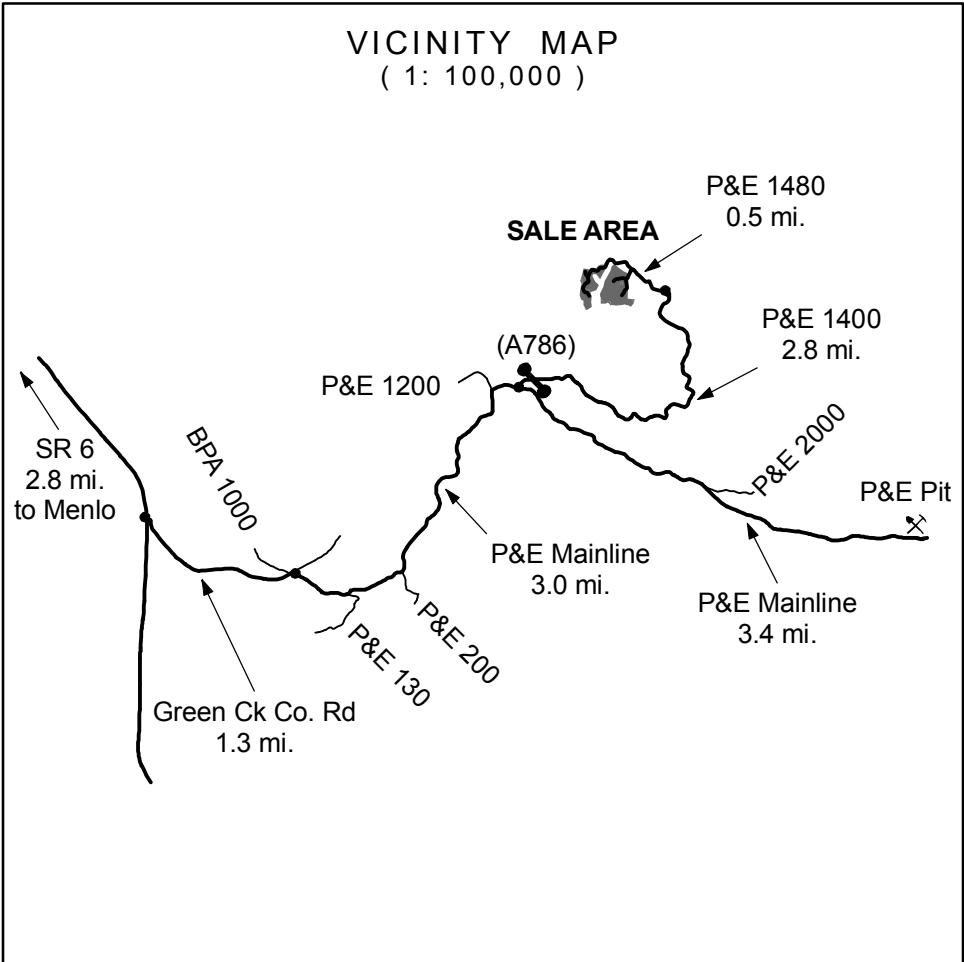 VICINITY MAP
( 1: 100,000 )
P&E 1480
0.5 mi.
SALE AREA
P&E 1400
2.8 mi.
(A786)
P&E 1200
SR 6
2.8 mi.
to Menlo
BPA 1000
P&E 2000
P&E Pit
P&E Mainline
3.0 mi.
P&E Mainline
3.4 mi.
P&E 200
P&E 130
Green Ck Co. Rd
1.3 mi.